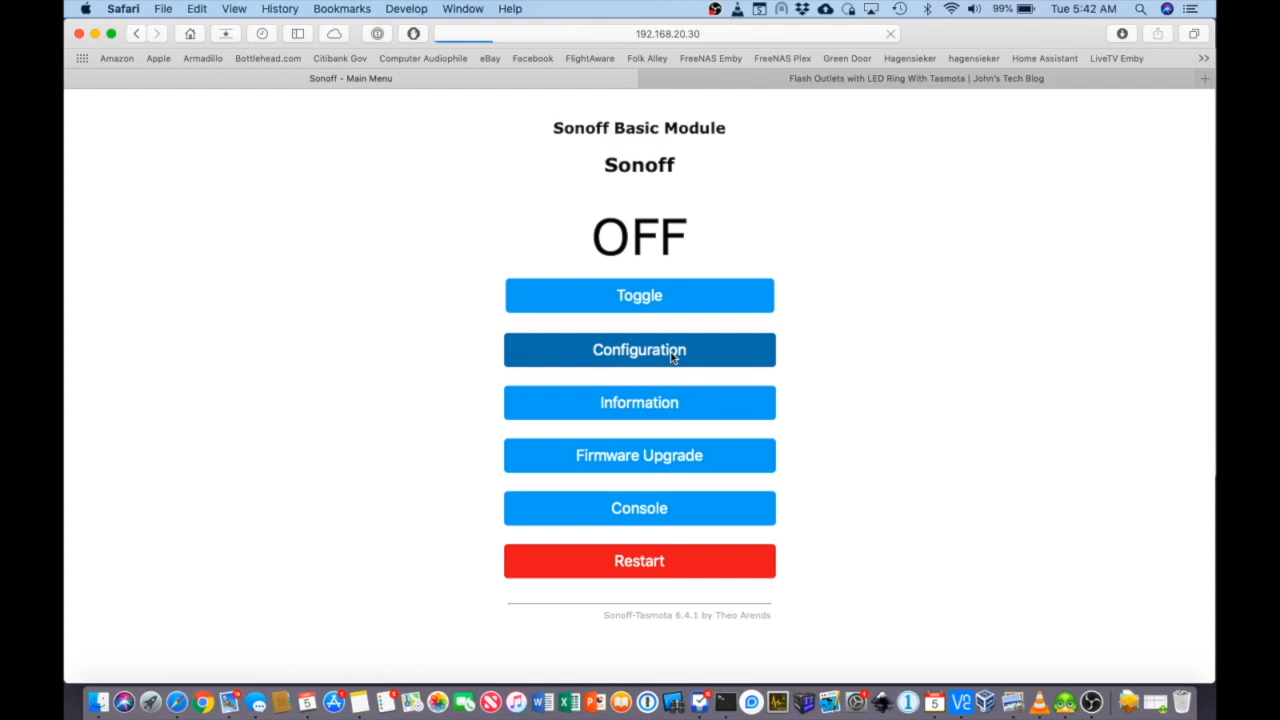 Safari File Edit View History Bookmarks Develop Window Help 5 99% Tue 5:42 AM
192.168.20.30
Amazon Apple Armadillo Bottlehead.com Citibank Gov Computer Audiophile eBay Facebook FlightAware Folk Alley FreeNAS Emby FreeNAS Plex Green Door Hagensieker hagensieker Home Assistant LiveTV Emby
Sonoff - Main Menu Flash Outlets with LED Ring With Tasmota | John's Tech Blog
Sonoff Basic Module
Sonoff
OFF
Toggle
Configuration
Information
Firmware Upgrade
Console
Restart
Sonoff-Tasmota 6.4.1 by Theo Arends